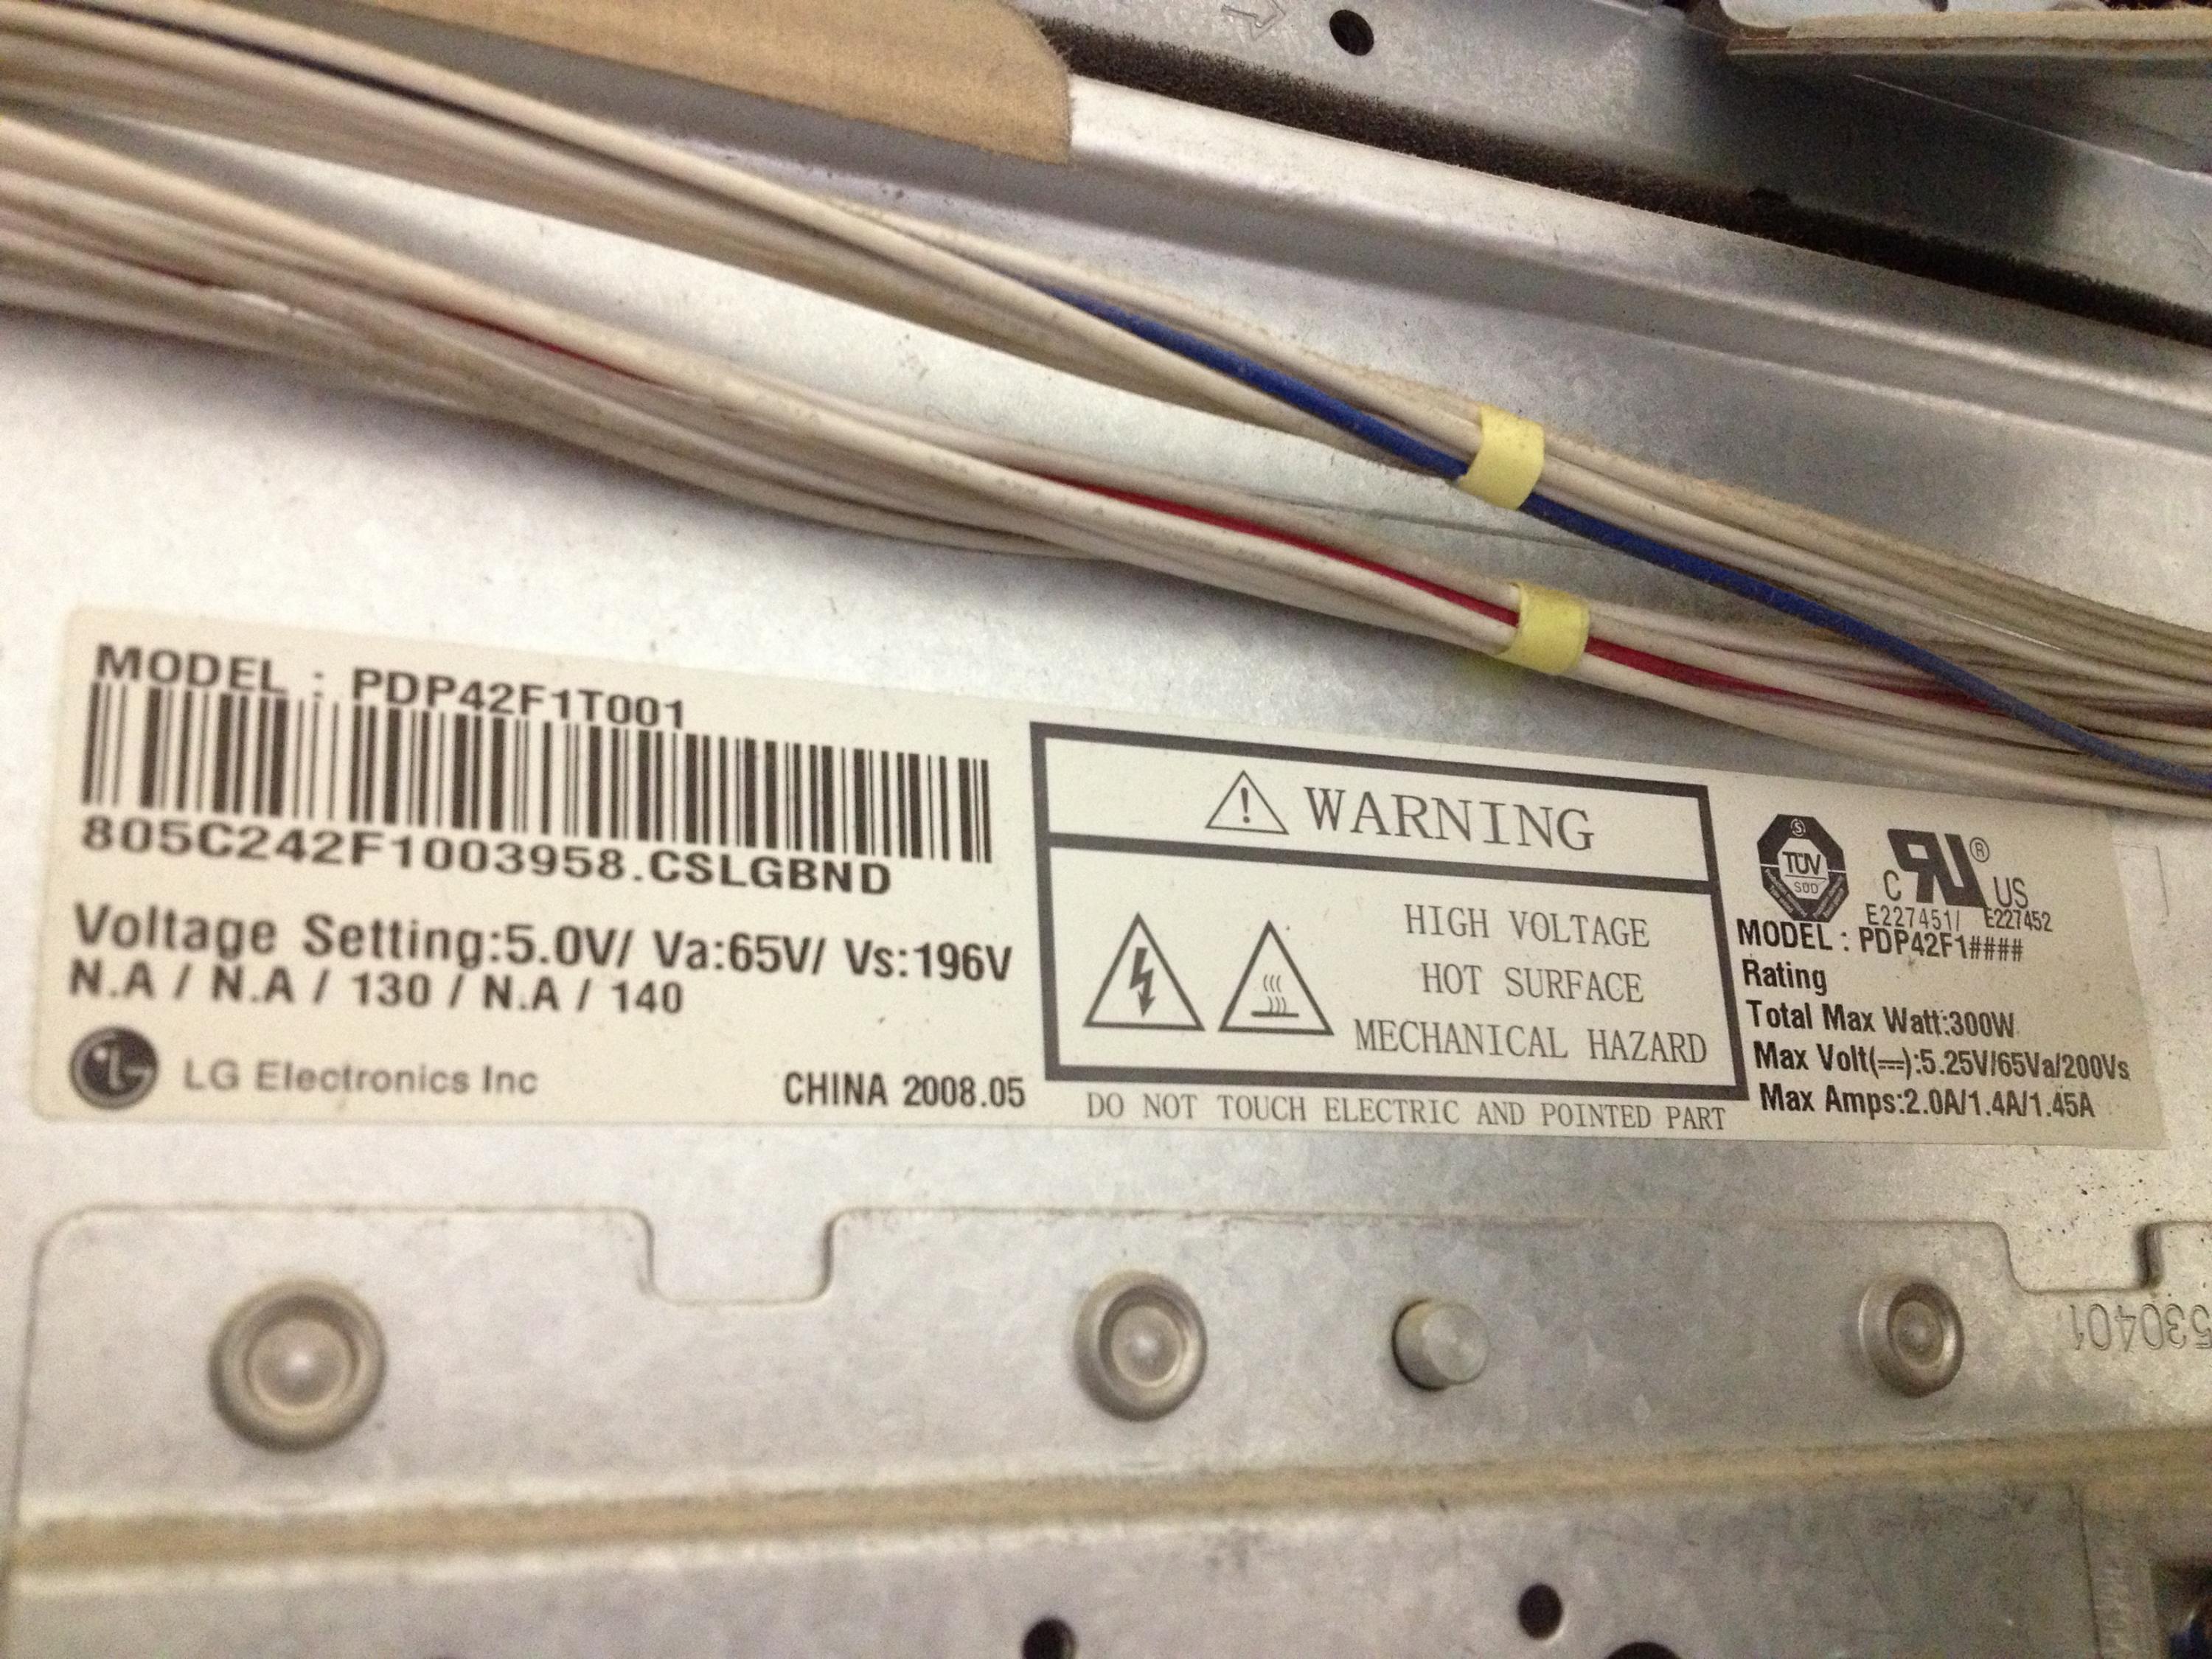 MODEL : PDP42F1T001
805C242F1003958.CSLGBND
Voltage Setting:5.0V/ Va:65V/ Vs:196V
N.A / N.A / 130 / N.A / 140
LG Electronics Inc
CHINA 2008.05
WARNING
HIGH VOLTAGE
HOT SURFACE
MECHANICAL HAZARD
DO NOT TOUCH ELECTRIC AND POINTED PART
TÜV
SÜD
C RU® US
E227451/ E227452
MODEL : PDP42F1####
Rating
Total Max Watt:300W
Max Volt(⎓):5.25V/65Va/200Vs
Max Amps:2.0A/1.4A/1.45A
530401